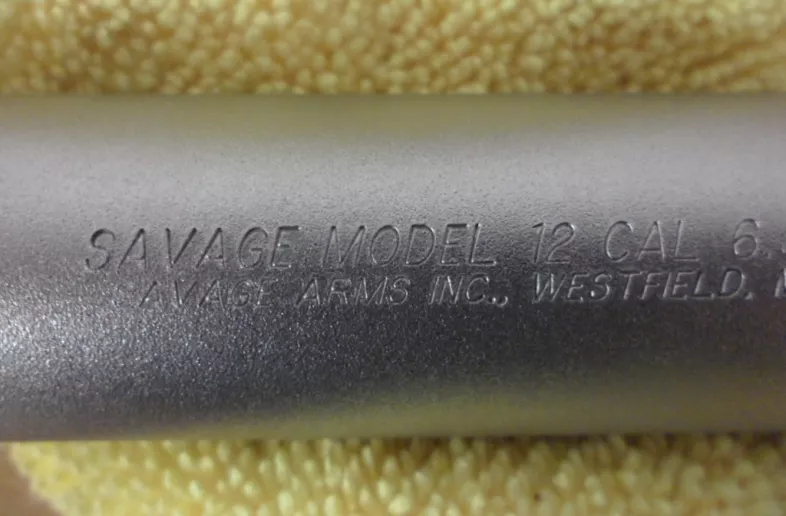 SAVAGE MODEL 12 CAL 6.
SAVAGE ARMS INC., WESTFIELD,